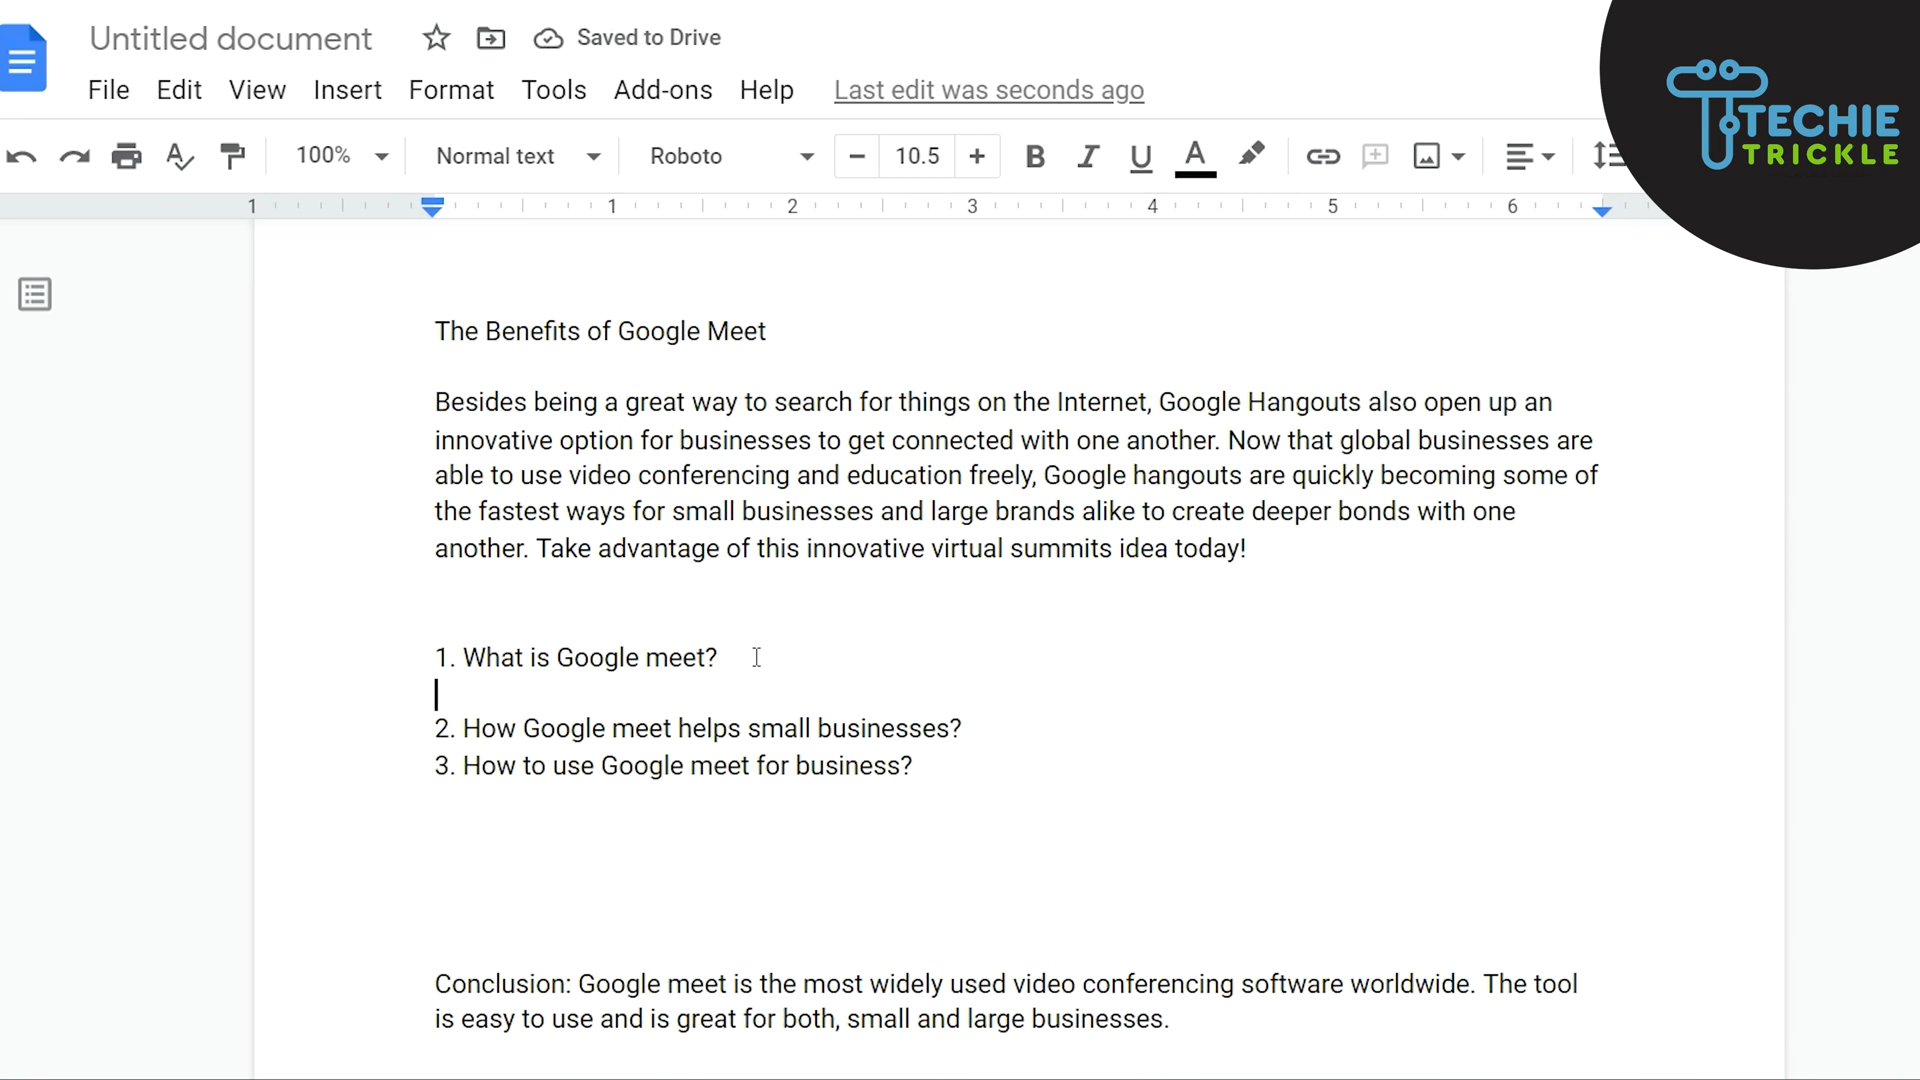 Untitled document
Saved to Drive
File Edit View Insert Format Tools Add-ons Help Last edit was seconds ago
100% Normal text Roboto − 10.5 + B I U A
1 1 2 3 4 5 6
TECHIE
TRICKLE
The Benefits of Google Meet
Besides being a great way to search for things on the Internet, Google Hangouts also open up an
innovative option for businesses to get connected with one another. Now that global businesses are
able to use video conferencing and education freely, Google hangouts are quickly becoming some of
the fastest ways for small businesses and large brands alike to create deeper bonds with one
another. Take advantage of this innovative virtual summits idea today!
1. What is Google meet?
2. How Google meet helps small businesses?
3. How to use Google meet for business?
Conclusion: Google meet is the most widely used video conferencing software worldwide. The tool
is easy to use and is great for both, small and large businesses.